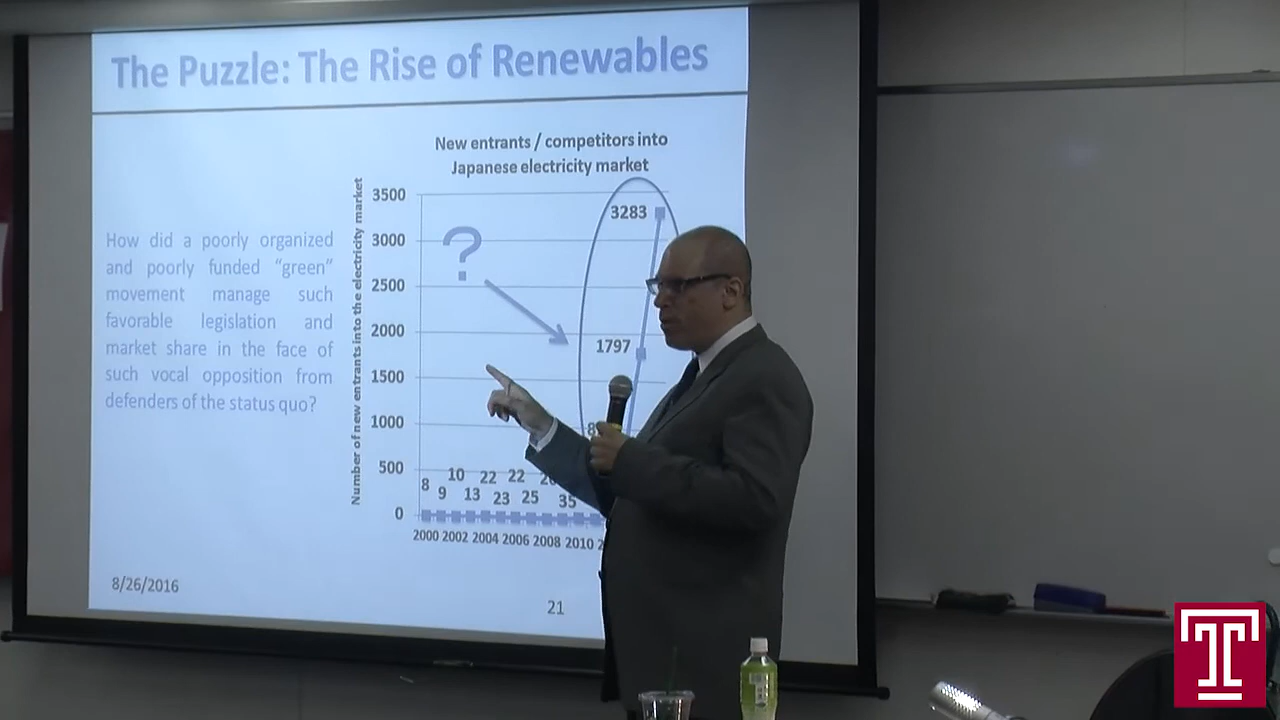 The Puzzle: The Rise of Renewables
How did a poorly organized
and poorly funded “green”
movement manage such
favorable legislation and
market share in the face of
such vocal opposition from
defenders of the status quo?
New entrants / competitors into
Japanese electricity market
Number of new entrants into the electricity market
3500
3000
2500
2000
1500
1000
500
0
?
3283
1797
8 9 10 13 22 23 22 25 35
2000 2002 2004 2006 2008 2010
8/26/2016
21
T